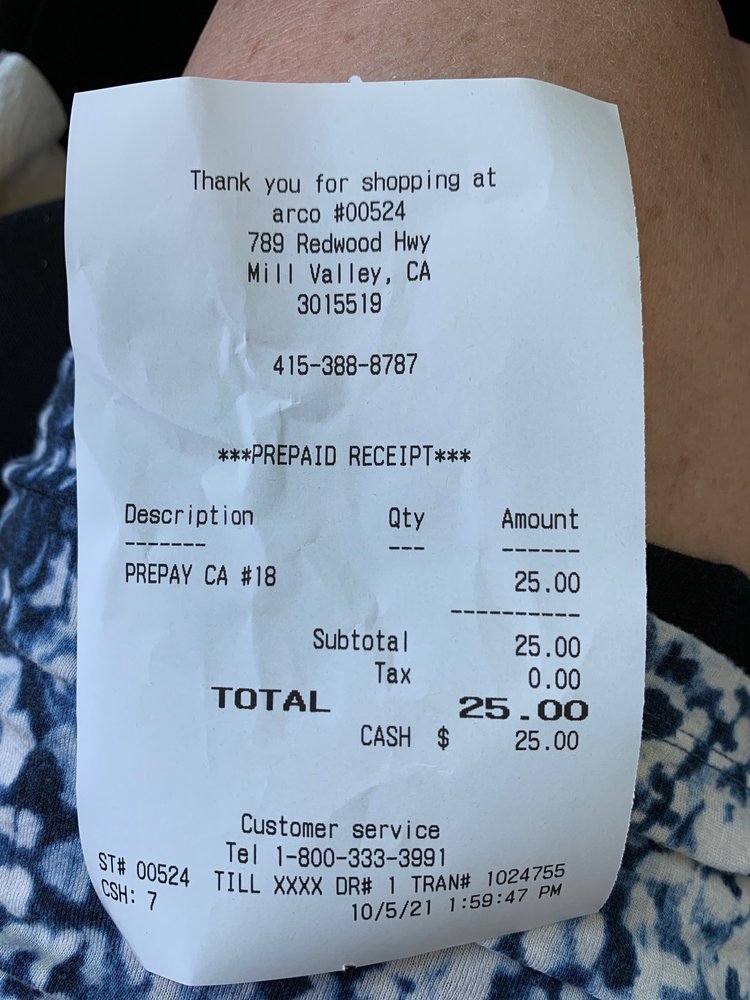 Thank you for shopping at
arco #00524
789 Redwood Hwy
Mill Valley, CA
3015519
415-388-8787
***PREPAID RECEIPT***
Description Qty Amount
------- --- ------
PREPAY CA #18 25.00
----------
Subtotal 25.00
Tax 0.00
TOTAL 25.00
CASH $ 25.00
Customer service
Tel 1-800-333-3991
ST# 00524 TILL XXXX DR# 1 TRAN# 1024755
CSH: 7 10/5/21 1:59:47 PM